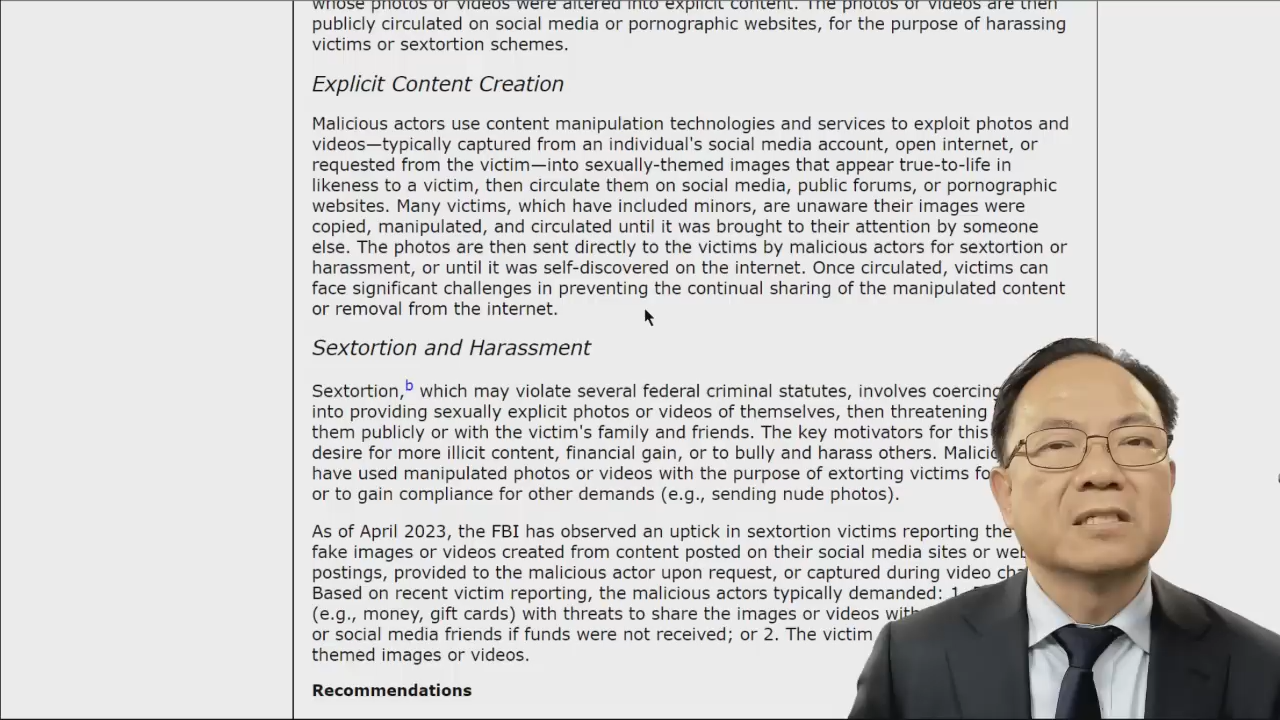 whose photos or videos were altered into explicit content. The photos or videos are then
publicly circulated on social media or pornographic websites, for the purpose of harassing
victims or sextortion schemes.
Explicit Content Creation
Malicious actors use content manipulation technologies and services to exploit photos and
videos—typically captured from an individual's social media account, open internet, or
requested from the victim—into sexually-themed images that appear true-to-life in
likeness to a victim, then circulate them on social media, public forums, or pornographic
websites. Many victims, which have included minors, are unaware their images were
copied, manipulated, and circulated until it was brought to their attention by someone
else. The photos are then sent directly to the victims by malicious actors for sextortion or
harassment, or until it was self-discovered on the internet. Once circulated, victims can
face significant challenges in preventing the continual sharing of the manipulated content
or removal from the internet.
Sextortion and Harassment
Sextortion,b which may violate several federal criminal statutes, involves coercing
into providing sexually explicit photos or videos of themselves, then threatening
them publicly or with the victim's family and friends. The key motivators for this
desire for more illicit content, financial gain, or to bully and harass others.
have used manipulated photos or videos with the purpose of extorting victims
or to gain compliance for other demands (e.g., sending nude photos).
As of April 2023, the FBI has observed an uptick in sextortion victims reporting
fake images or videos created from content posted on their social media sites or
postings, provided to the malicious actor upon request, or captured during video
Based on recent victim reporting, the malicious actors typically demanded: 1.
(e.g., money, gift cards) with threats to share the images or videos
or social media friends if funds were not received; or 2. The victim
themed images or videos.
Recommendations